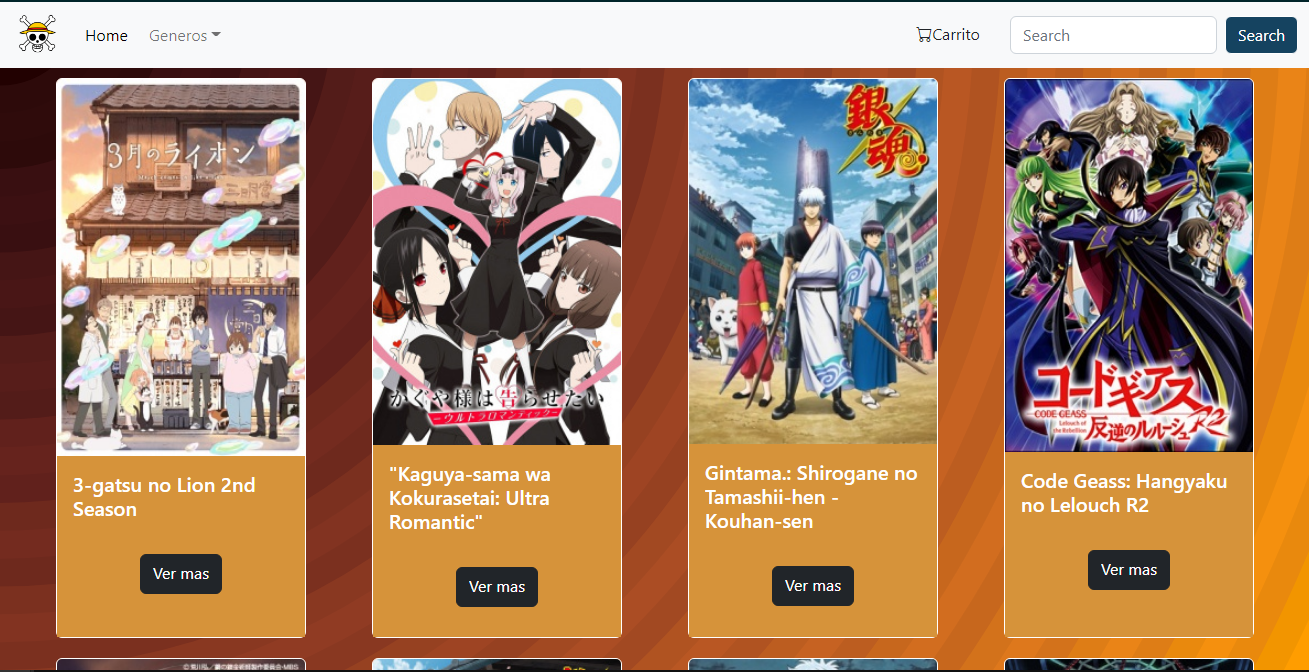 Home
Generos
Carrito
Search
Search
3月のライオン
3-gatsu no Lion 2nd
Season
Ver mas
かぐや様は告らせたい
ーウルトラロマンティックー
"Kaguya-sama wa
Kokurasetai: Ultra
Romantic"
Ver mas
銀魂.
Gintama.: Shirogane no
Tamashii-hen -
Kouhan-sen
Ver mas
コードギアス
CODE GEASS
Lelouch of
the Rebellion
反逆のルルーシュR2
Code Geass: Hangyaku
no Lelouch R2
Ver mas